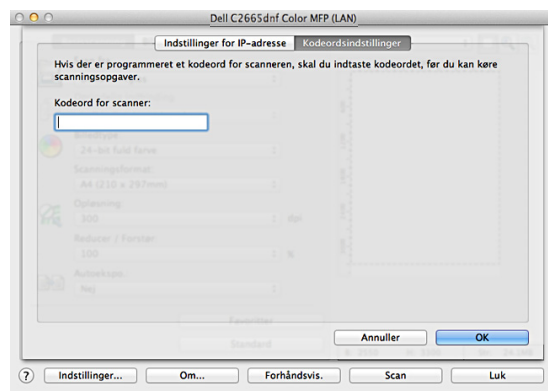 Dell C2665dnf Color MFP (LAN)
Indstillinger for IP-adresse
Kodeordsindstillinger
Hvis der er programmeret et kodeord for scanneren, skal du indtaste kodeordet, før du kan køre
scanningsopgaver.
Kodeord for scanner:
24-bit fuld farve
Scanningsformat:
A4 (210 x 297mm)
Opløsning:
300
dpi
Reducer / Forstør:
100
%
Autoekspo.
Nej
Favoritter
Standard
Annuller
OK
?
Indstillinger...
Om...
Forhåndsvis.
Scan
Luk